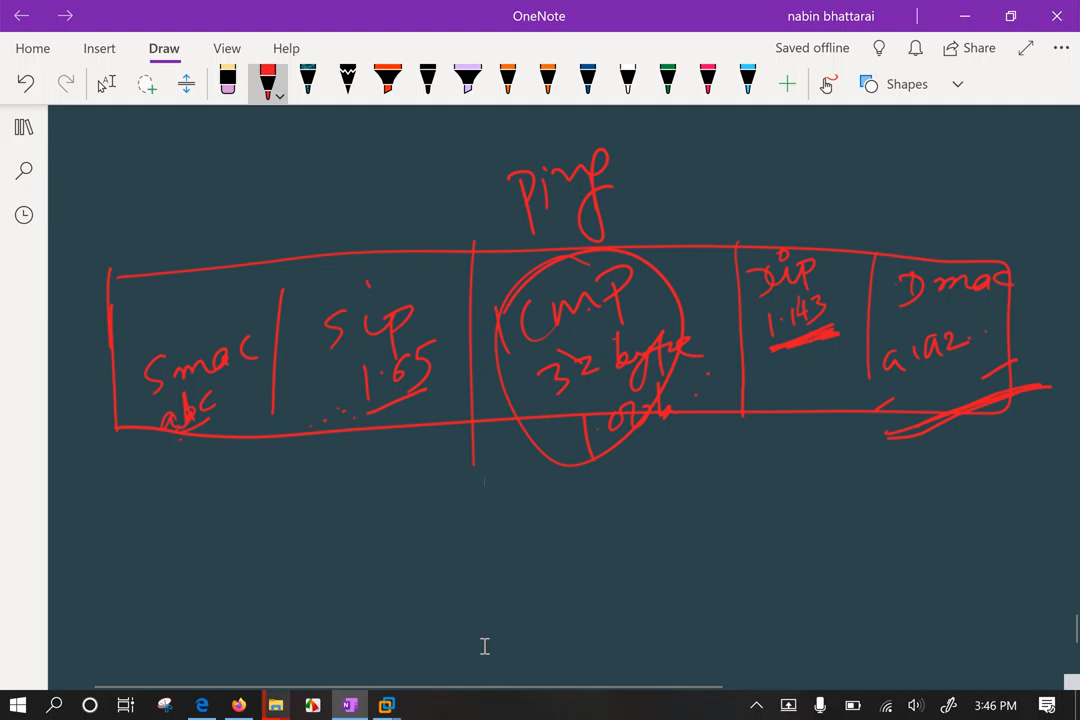 OneNote
nabin bhattarai
Home Insert Draw View Help
Saved offline
Share
Shapes
Ping
Smac
abc
SiP
1.65
ICMP
32 byte
DiP
1.143
Dmac
a1a2
3:46 PM